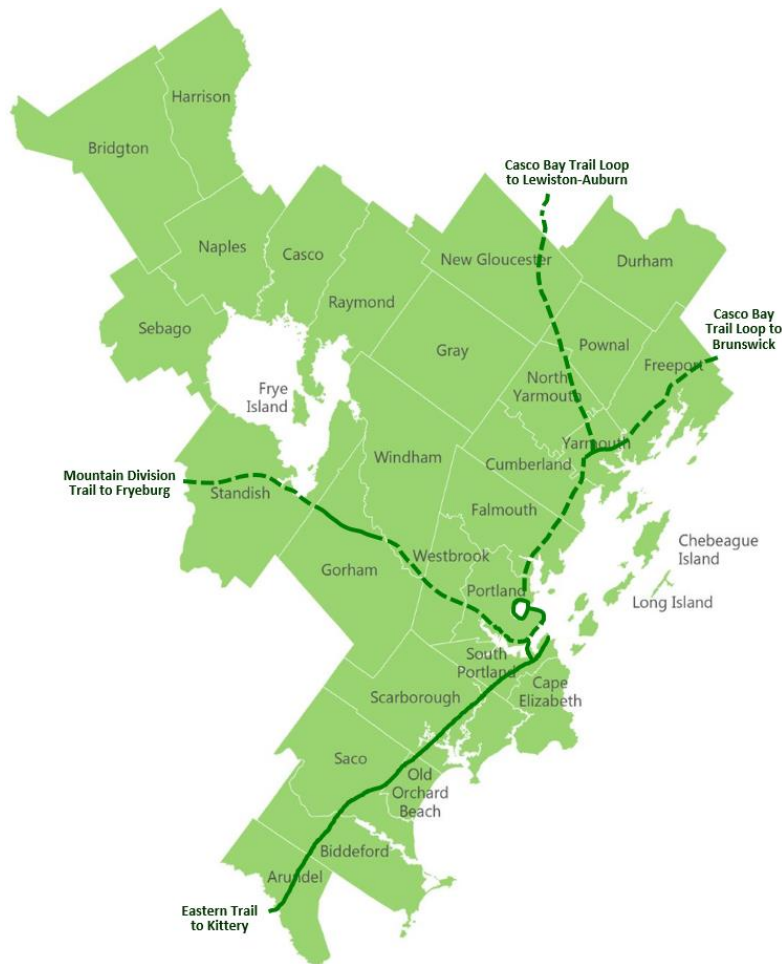 Harrison
Bridgton
Casco Bay Trail Loop
to Lewiston-Auburn
Naples
Casco
New Gloucester
Durham
Raymond
Casco Bay
Trail Loop to
Brunswick
Sebago
Gray
Pownal
Freeport
North
Yarmouth
Frye
Island
Yarmouth
Windham
Cumberland
Mountain Division
Trail to Fryeburg
Standish
Falmouth
Chebeague
Island
Westbrook
Gorham
Portland
Long Island
South
Portland
Cape
Elizabeth
Scarborough
Saco
Old
Orchard
Beach
Biddeford
Arundel
Eastern Trail
to Kittery